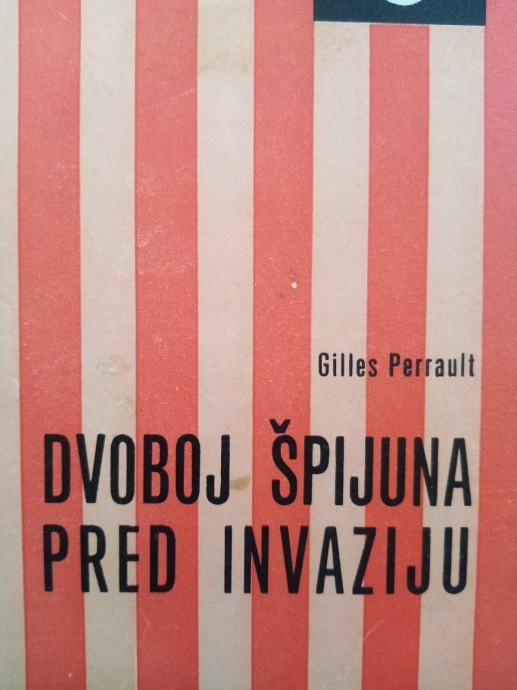 Gilles Perrault
DVOBOJ ŠPIJUNA
PRED INVAZIJU